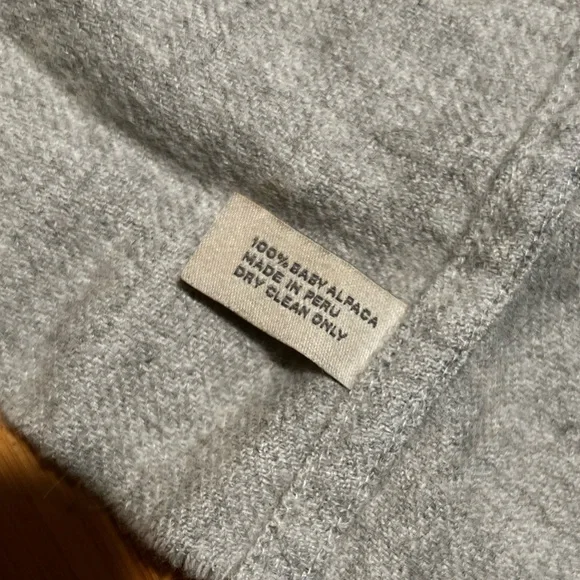 100% BABY ALPACA
MADE IN PERU
DRY CLEAN ONLY